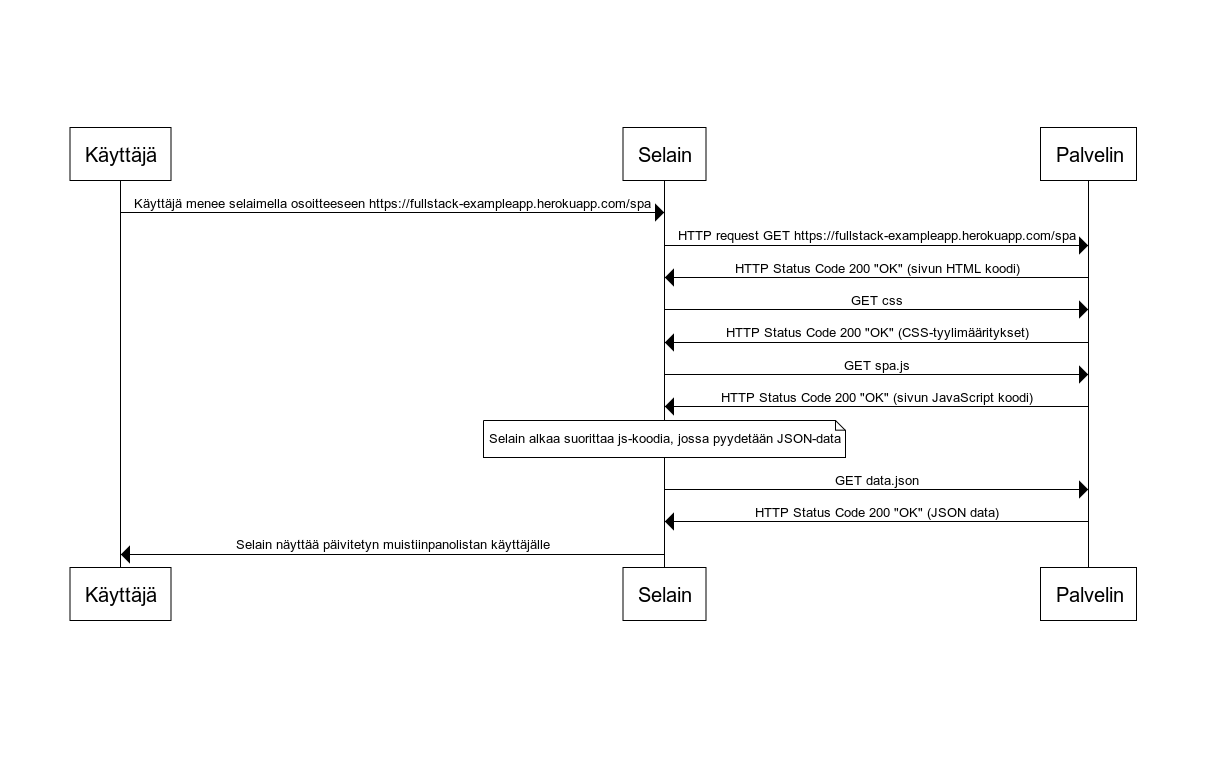 Käyttäjä
Selain
Palvelin
Käyttäjä menee selaimella osoitteeseen https://fullstack-exampleapp.herokuapp.com/spa
HTTP request GET https://fullstack-exampleapp.herokuapp.com/spa
HTTP Status Code 200 "OK" (sivun HTML koodi)
GET css
HTTP Status Code 200 "OK" (CSS-tyylimääritykset)
GET spa.js
HTTP Status Code 200 "OK" (sivun JavaScript koodi)
Selain alkaa suorittaa js-koodia, jossa pyydetään JSON-data
GET data.json
HTTP Status Code 200 "OK" (JSON data)
Selain näyttää päivitetyn muistiinpanolistan käyttäjälle
Käyttäjä
Selain
Palvelin